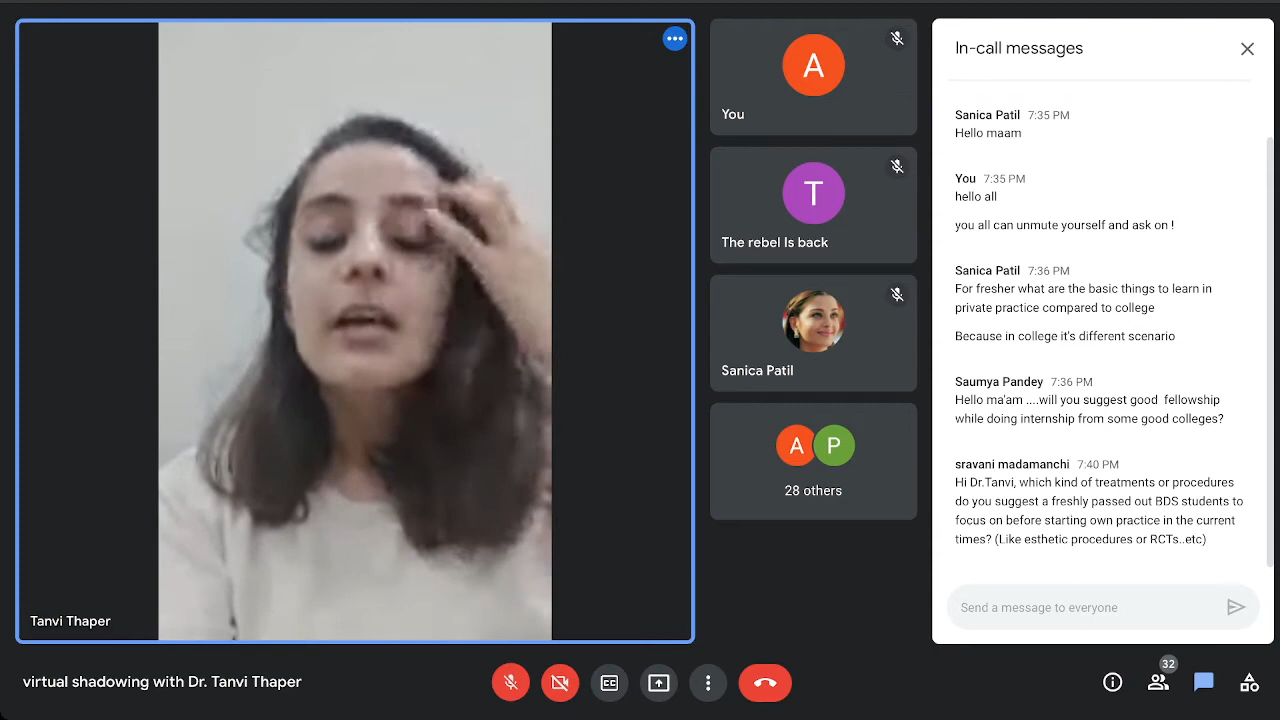 A
You
T
The rebel Is back
Sanica Patil
A P
28 others
Tanvi Thaper
In-call messages
Sanica Patil 7:35 PM
Hello maam
You 7:35 PM
hello all
you all can unmute yourself and ask on !
Sanica Patil 7:36 PM
For fresher what are the basic things to learn in
private practice compared to college
Because in college it's different scenario
Saumya Pandey 7:36 PM
Hello ma'am ....will you suggest good fellowship
while doing internship from some good colleges?
sravani madamanchi 7:40 PM
Hi Dr.Tanvi, which kind of treatments or procedures
do you suggest a freshly passed out BDS students to
focus on before starting own practice in the current
times? (Like esthetic procedures or RCTs..etc)
Send a message to everyone
virtual shadowing with Dr. Tanvi Thaper
CC
32